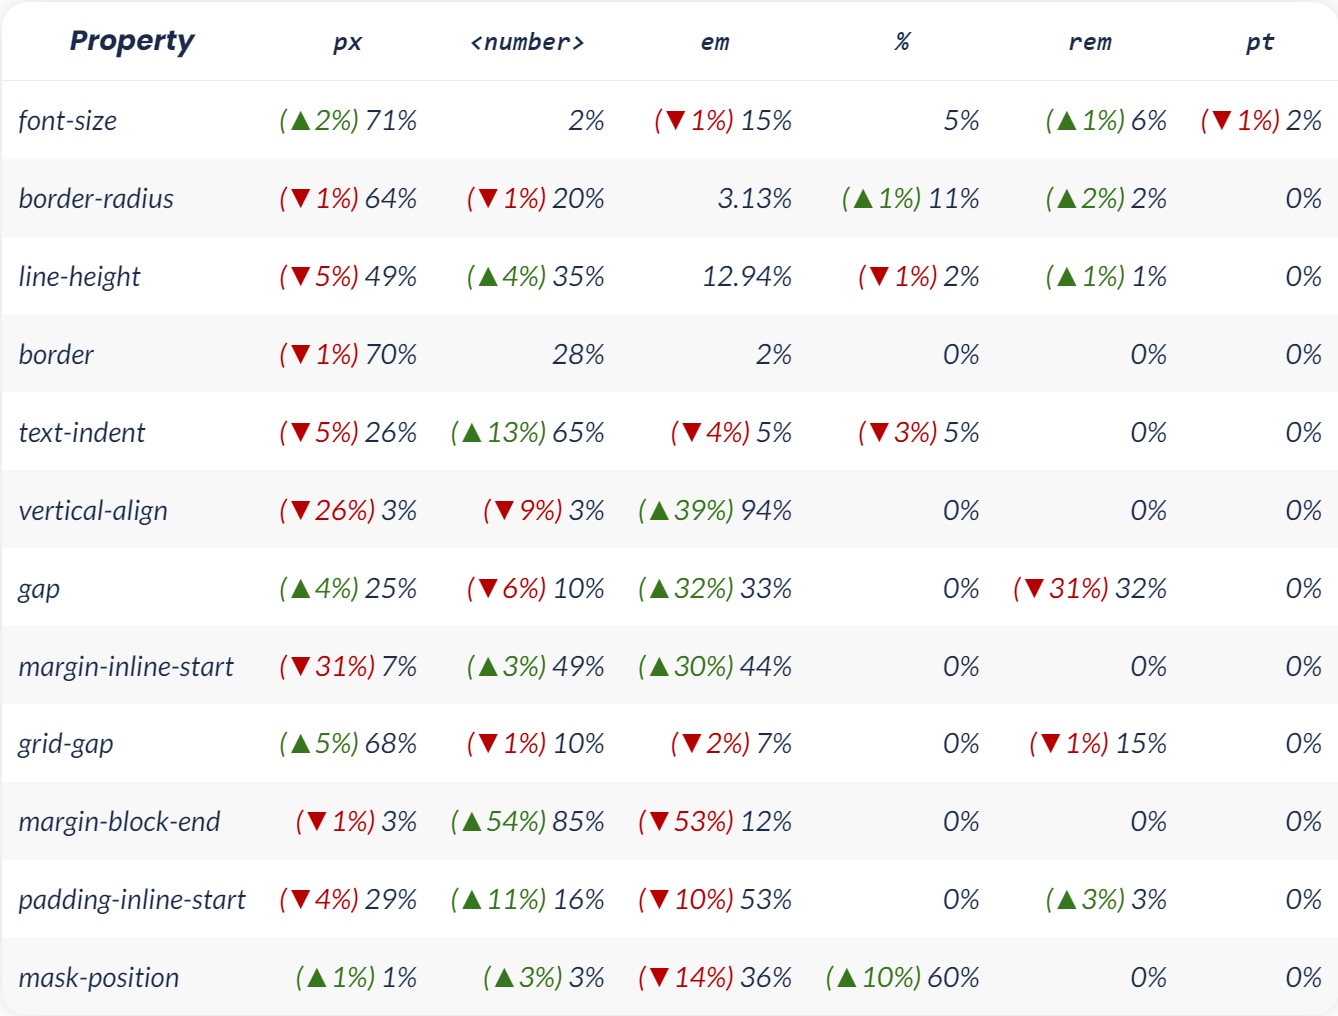 Property px <number> em % rem pt
font-size (▲2%) 71% 2% (▼1%) 15% 5% (▲1%) 6% (▼1%) 2%
border-radius (▼1%) 64% (▼1%) 20% 3.13% (▲1%) 11% (▲2%) 2% 0%
line-height (▼5%) 49% (▲4%) 35% 12.94% (▼1%) 2% (▲1%) 1% 0%
border (▼1%) 70% 28% 2% 0% 0% 0%
text-indent (▼5%) 26% (▲13%) 65% (▼4%) 5% (▼3%) 5% 0% 0%
vertical-align (▼26%) 3% (▼9%) 3% (▲39%) 94% 0% 0% 0%
gap (▲4%) 25% (▼6%) 10% (▲32%) 33% 0% (▼31%) 32% 0%
margin-inline-start (▼31%) 7% (▲3%) 49% (▲30%) 44% 0% 0% 0%
grid-gap (▲5%) 68% (▼1%) 10% (▼2%) 7% 0% (▼1%) 15% 0%
margin-block-end (▼1%) 3% (▲54%) 85% (▼53%) 12% 0% 0% 0%
padding-inline-start (▼4%) 29% (▲11%) 16% (▼10%) 53% 0% (▲3%) 3% 0%
mask-position (▲1%) 1% (▲3%) 3% (▼14%) 36% (▲10%) 60% 0% 0%